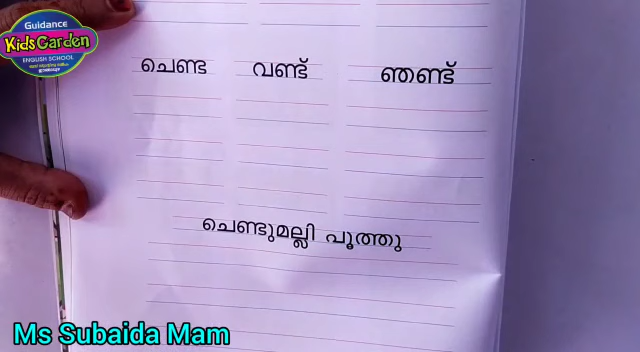 Guidance
Kids Garden
ENGLISH SCHOOL
ചെണ്ട വണ്ട് ഞണ്ട്
ചെണ്ടുമല്ലി പൂത്തു
Ms Subaida Mam